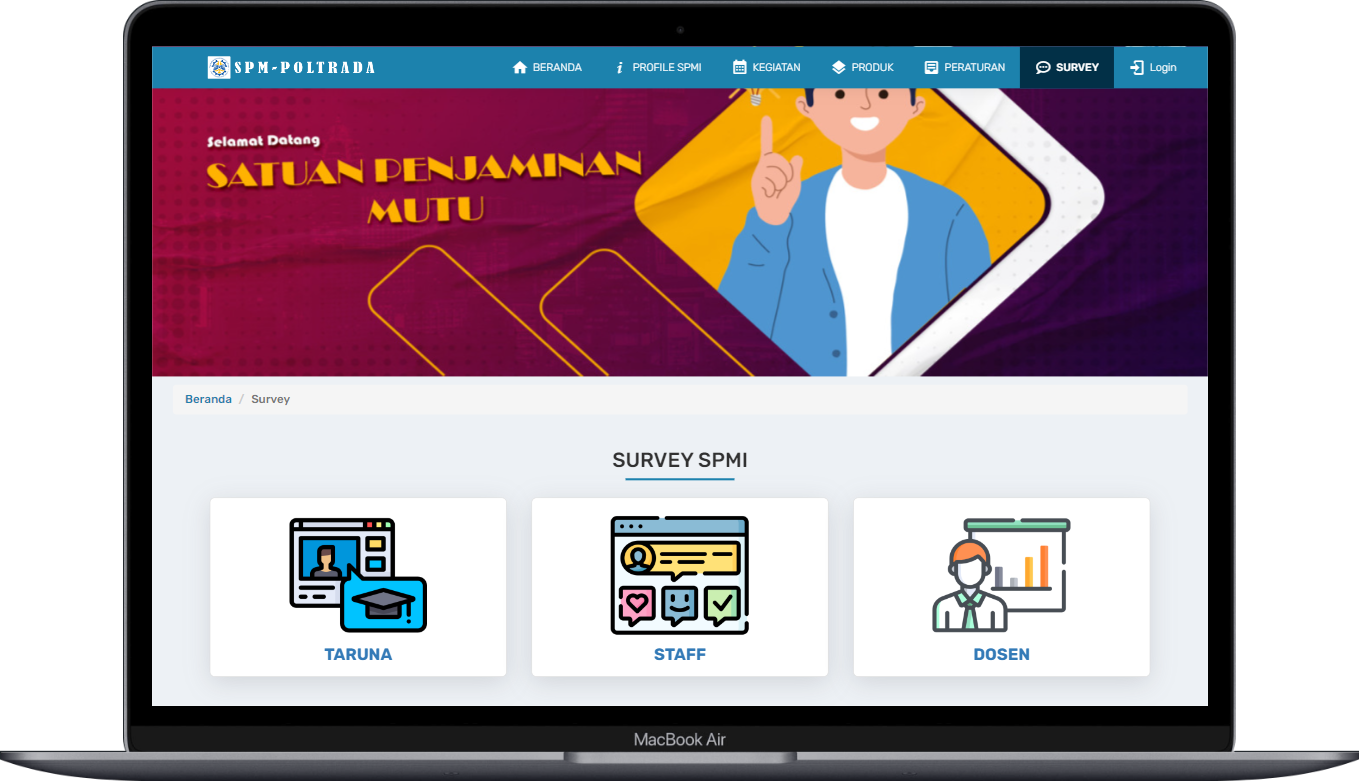 SPM-POLTRADA
BERANDA
i PROFILE SPMI
KEGIATAN
PRODUK
PERATURAN
SURVEY
Login
Selamat Datang
SATUAN PENJAMINAN
MUTU
Beranda / Survey
SURVEY SPMI
TARUNA
STAFF
DOSEN
MacBook Air